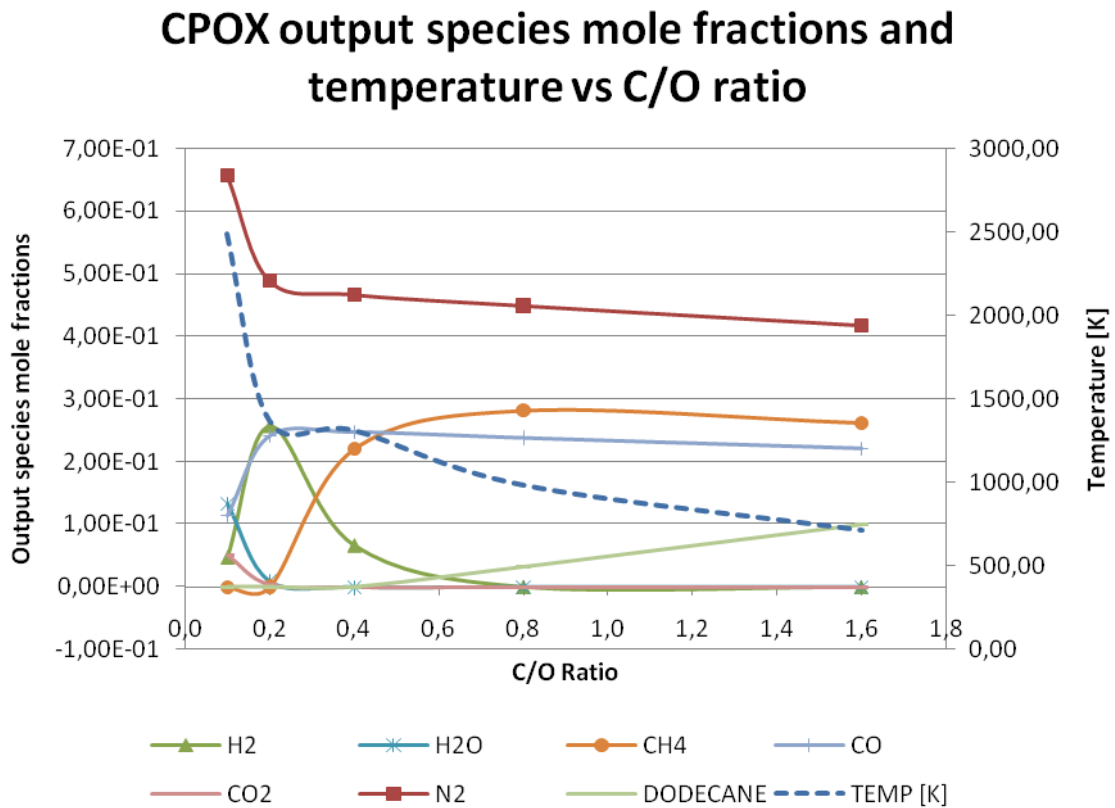 CPOX output species mole fractions and
temperature vs C/O ratio
7,00E-01
6,00E-01
5,00E-01
4,00E-01
3,00E-01
2,00E-01
1,00E-01
0,00E+00
-1,00E-01
Output species mole fractions
3000,00
2500,00
2000,00
1500,00
1000,00
500,00
0,00
Temperature [K]
0,0 0,2 0,4 0,6 0,8 1,0 1,2 1,4 1,6 1,8
C/O Ratio
H2 H2O CH4 CO
CO2 N2 DODECANE TEMP [K]